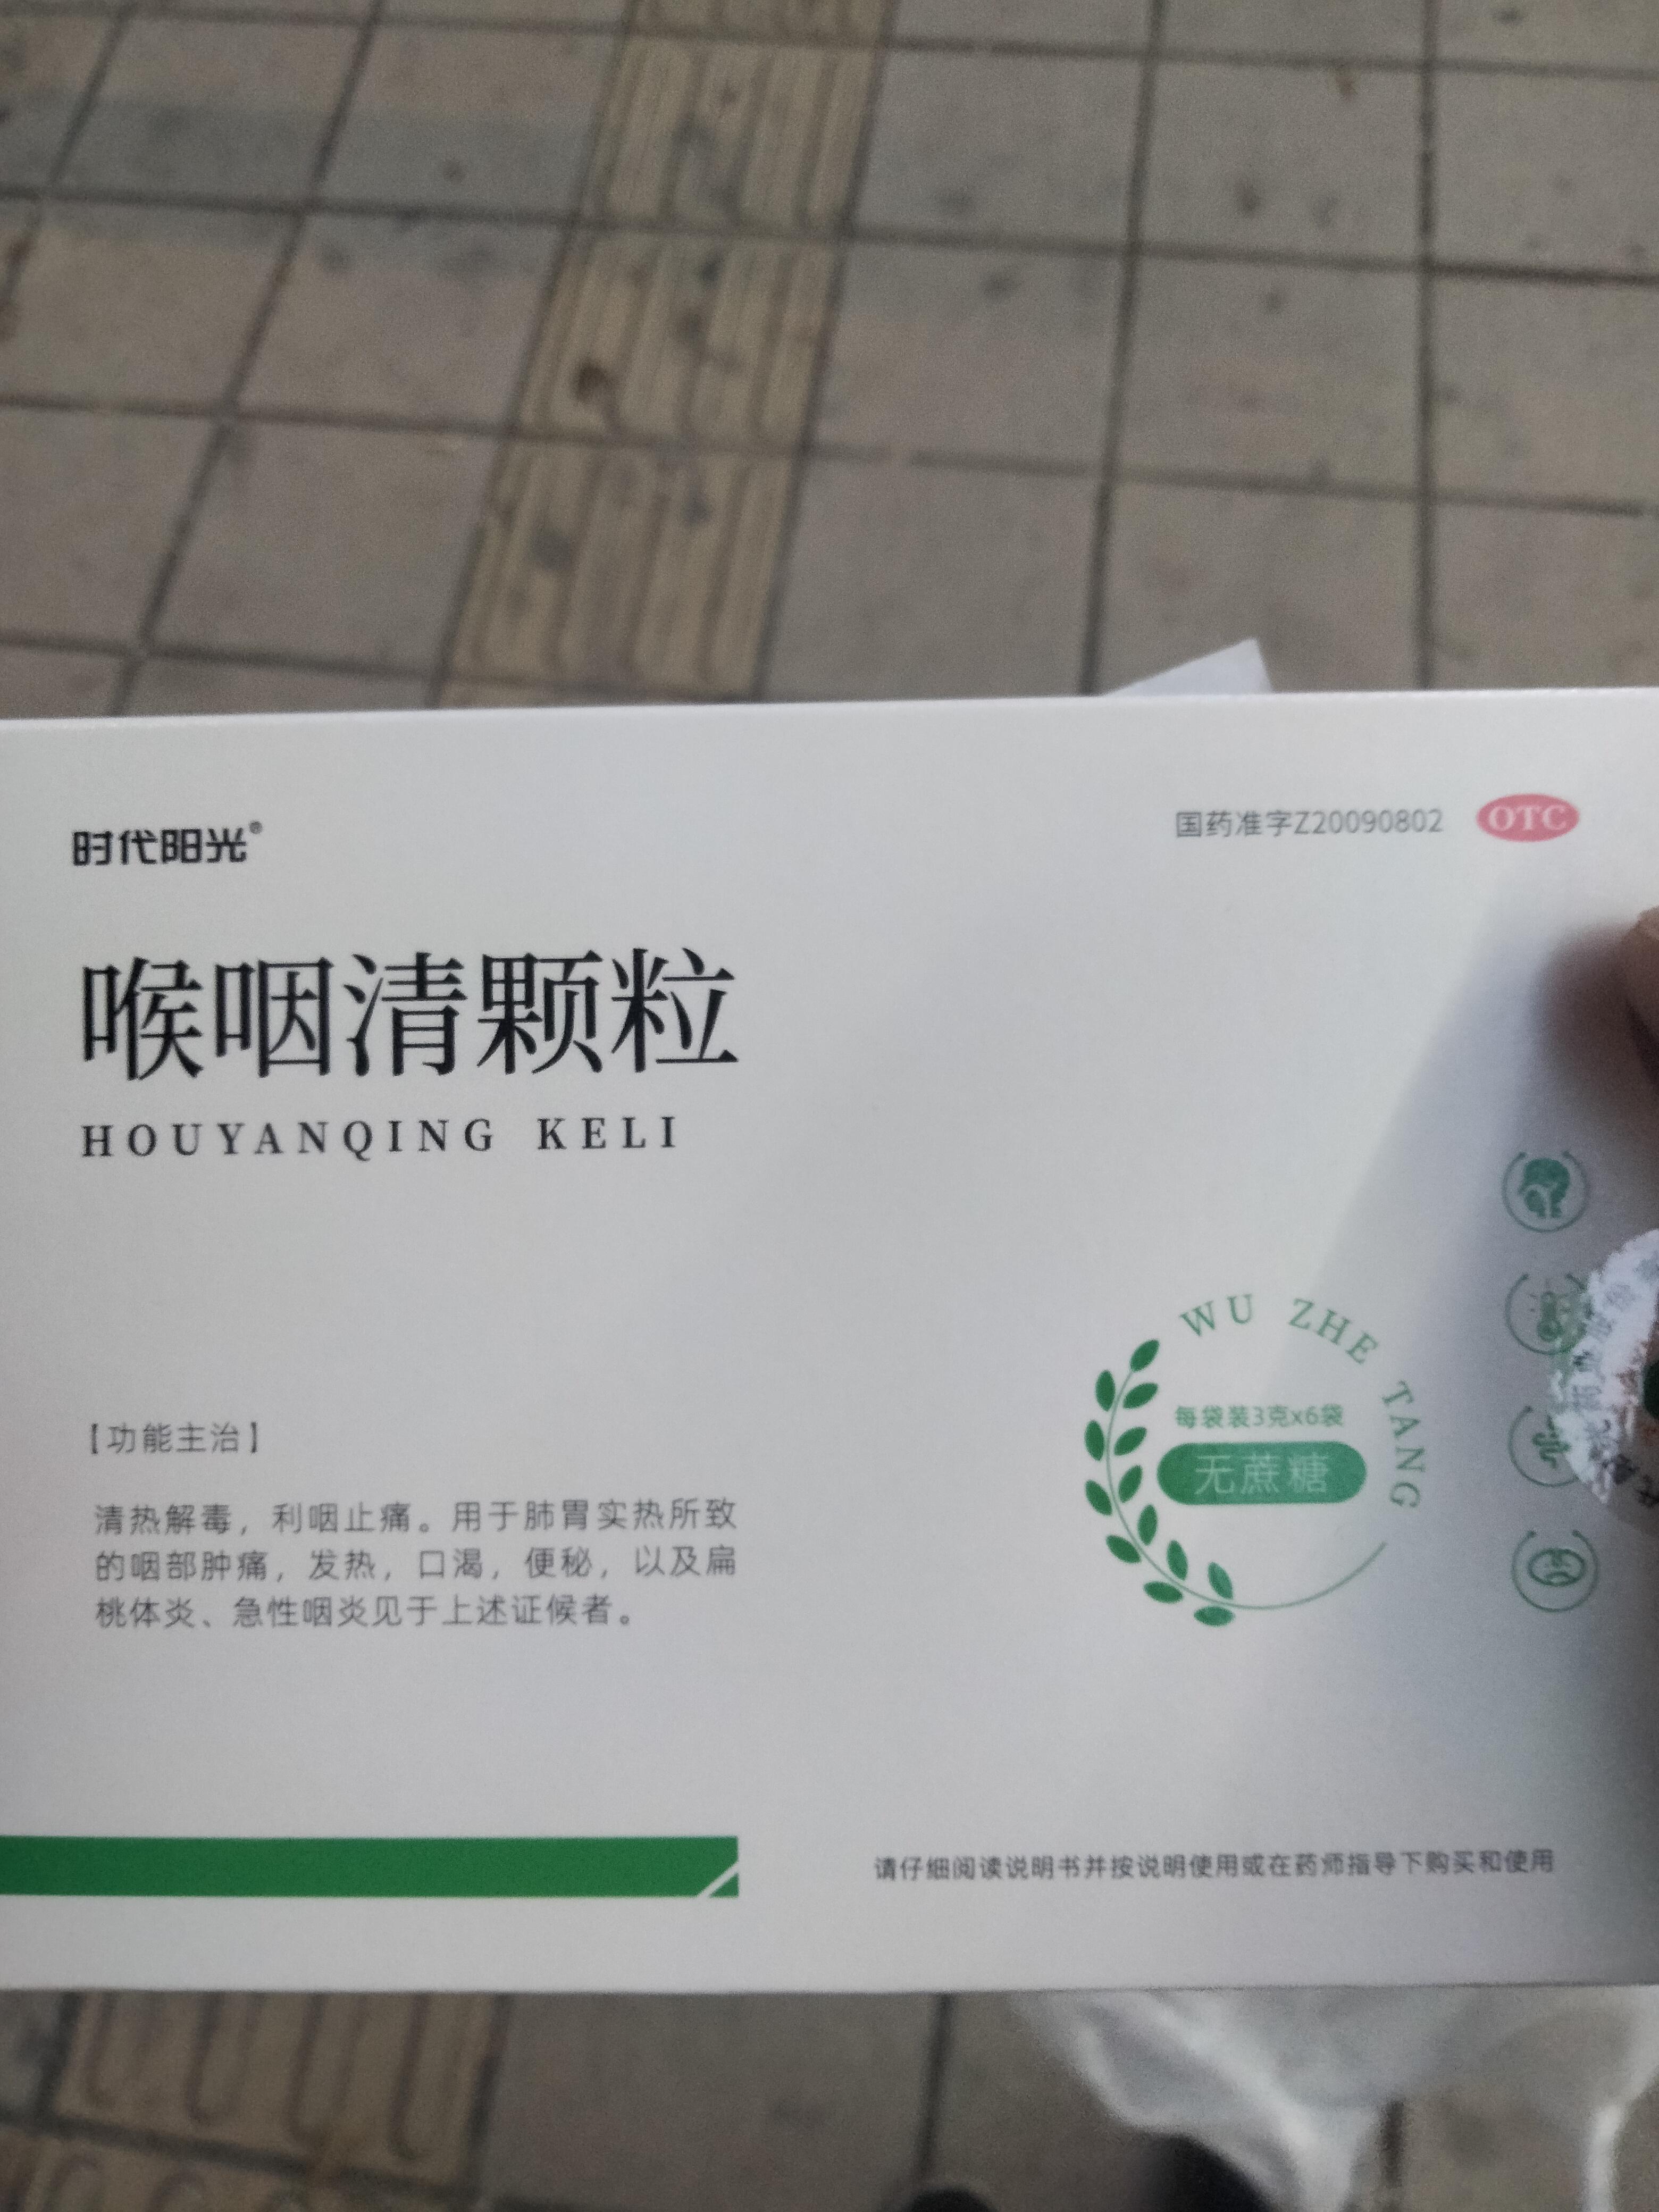 时代阳光®
国药准字Z20090802 OTC
喉咽清颗粒
HOUYANQING KELI
WU ZHE TANG
每袋装3克x6袋
无蔗糖
【功能主治】
清热解毒，利咽止痛。用于肺胃实热所致
的咽部肿痛，发热，口渴，便秘，以及扁
桃体炎、急性咽炎见于上述证候者。
请仔细阅读说明书并按说明使用或在药师指导下购买和使用